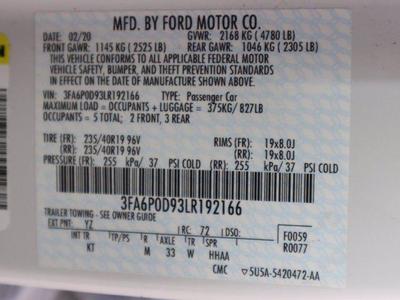 MFD. BY FORD MOTOR CO.
DATE: 02/20 GVWR: 2168 KG ( 4780 LB)
FRONT GAWR: 1145 KG ( 2525 LB) REAR GAWR: 1046 KG ( 2305 LB)
THIS VEHICLE CONFORMS TO ALL APPLICABLE FEDERAL MOTOR
VEHICLE SAFETY, BUMPER, AND THEFT PREVENTION STANDARDS
IN EFFECT ON THE DATE OF MANUFACTURE SHOWN ABOVE.
VIN: 3FA6P0D93LR192166 TYPE: Passenger Car
MAXIMUM LOAD = OCCUPANTS + LUGGAGE = 375KG/ 827LB
OCCUPANTS = 5 TOTAL: 2 FRONT, 3 REAR
TIRE (FR): 235/40R19 96V RIMS (FR): 19x8.0J
(RR): 235/40R19 96V (RR): 19x8.0J
PRESSURE (FR): 255 kPa/ 37 PSI COLD (RR): 255 kPa/ 37 PSI COLD
3FA6P0D93LR192166
TRAILER TOWING - SEE OWNER GUIDE
EXT PNT: YZ RC: 72 DSO: F0059
R0077
INT TR TP/PS R AXLE TR SPR
KT M 33 W HHAA
CMC 5U5A-5420472-AA